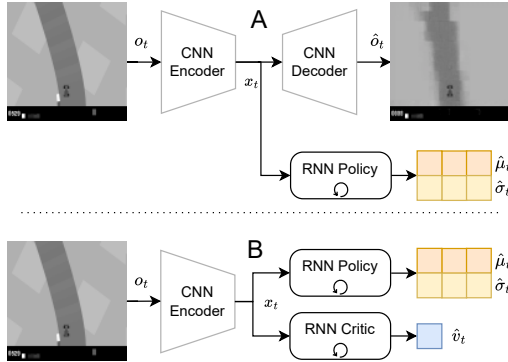 A
o_t
CNN
Encoder
x_t
CNN
Decoder
ô_t
RNN Policy
μ̂_t
σ̂_t
B
o_t
CNN
Encoder
x_t
RNN Policy
μ̂_t
σ̂_t
RNN Critic
v̂_t